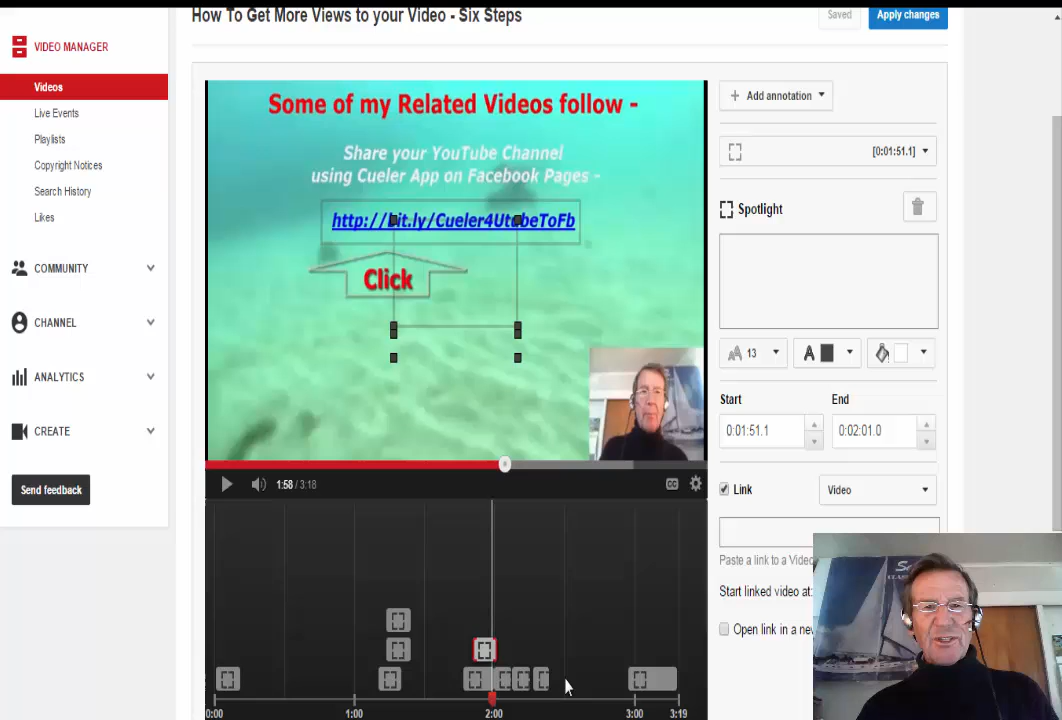 How To Get More Views to your Video - Six Steps
Saved
Apply changes
VIDEO MANAGER
Videos
Live Events
Playlists
Copyright Notices
Search History
Likes
COMMUNITY
CHANNEL
ANALYTICS
CREATE
Send feedback
Some of my Related Videos follow -
Share your YouTube Channel
using Cueler App on Facebook Pages -
http://bit.ly/Cueler4UtubeToFb
Click
1:58 / 3:18
CC
+ Add annotation
[0:01:51.1]
Spotlight
AA 13
A
Start
End
0:01:51.1
0:02:01.0
Link
Video
Paste a link to a Video
Start linked video at:
Open link in a new
0:00
1:00
2:00
3:00
3:19